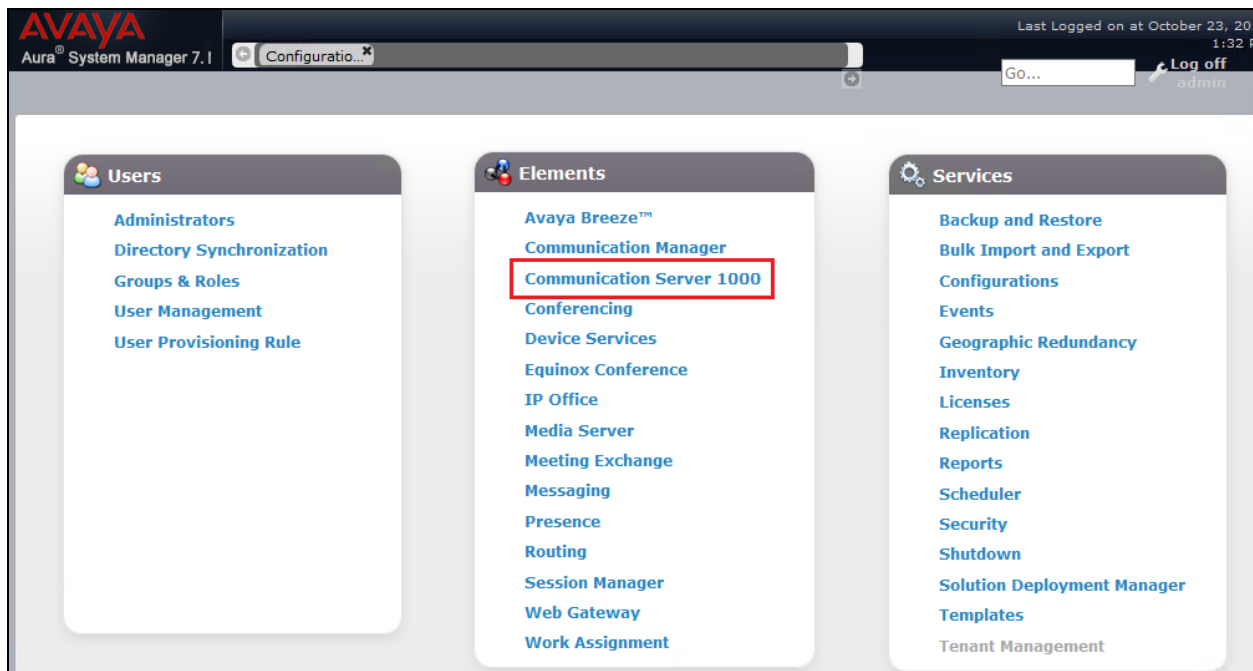 AVAYA
Aura® System Manager 7.1
Configuratio...
Last Logged on at October 23, 20
1:32 P
Go...
Log off
admin
Users
Administrators
Directory Synchronization
Groups & Roles
User Management
User Provisioning Rule
Elements
Avaya Breeze™
Communication Manager
Communication Server 1000
Conferencing
Device Services
Equinox Conference
IP Office
Media Server
Meeting Exchange
Messaging
Presence
Routing
Session Manager
Web Gateway
Work Assignment
Services
Backup and Restore
Bulk Import and Export
Configurations
Events
Geographic Redundancy
Inventory
Licenses
Replication
Reports
Scheduler
Security
Shutdown
Solution Deployment Manager
Templates
Tenant Management